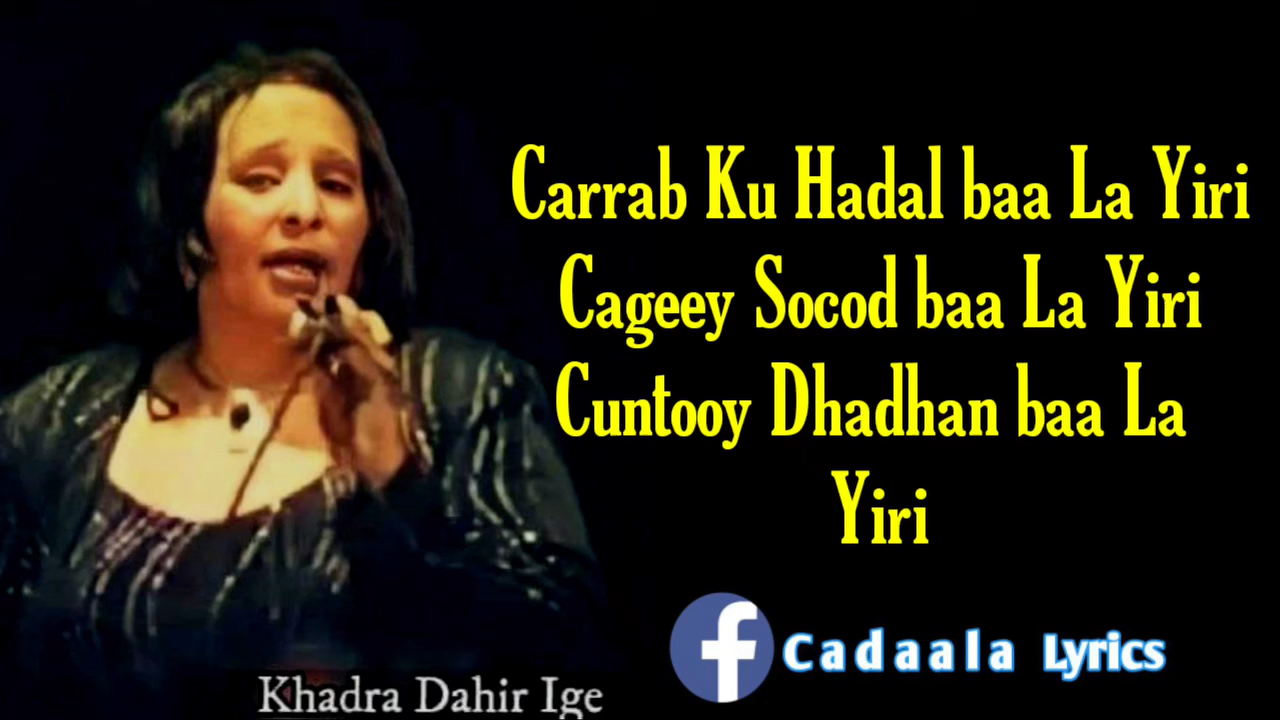 Carrab Ku Hadal baa La Yiri
Cageey Socod baa La Yiri
Cuntooy Dhadhan baa La
Yiri
f Cadaala Lyrics
Khadra Dahir Ige